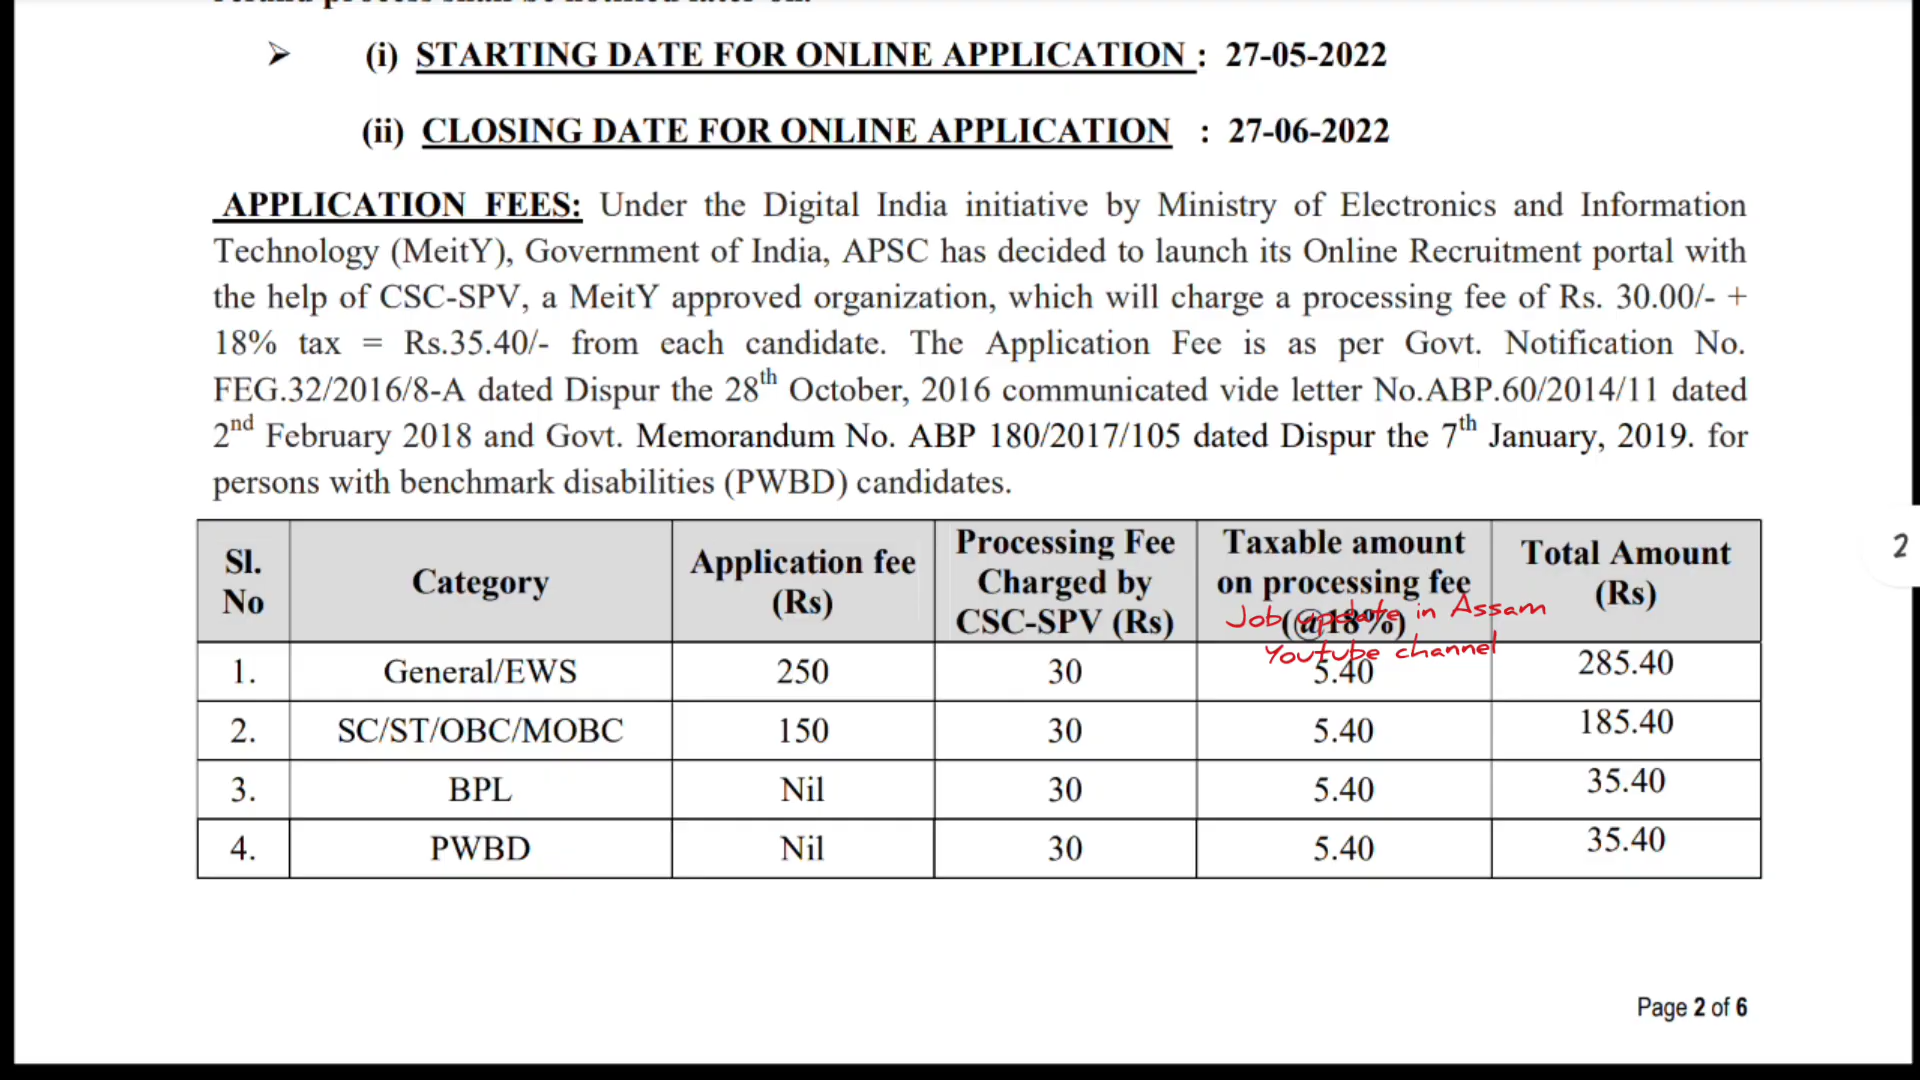 ➢ (i) STARTING DATE FOR ONLINE APPLICATION : 27-05-2022
(ii) CLOSING DATE FOR ONLINE APPLICATION : 27-06-2022
APPLICATION FEES: Under the Digital India initiative by Ministry of Electronics and Information
Technology (MeitY), Government of India, APSC has decided to launch its Online Recruitment portal with
the help of CSC-SPV, a MeitY approved organization, which will charge a processing fee of Rs. 30.00/- +
18% tax = Rs.35.40/- from each candidate. The Application Fee is as per Govt. Notification No.
FEG.32/2016/8-A dated Dispur the 28th October, 2016 communicated vide letter No.ABP.60/2014/11 dated
2nd February 2018 and Govt. Memorandum No. ABP 180/2017/105 dated Dispur the 7th January, 2019. for
persons with benchmark disabilities (PWBD) candidates.
Sl. No | Category | Application fee (Rs) | Processing Fee Charged by CSC-SPV (Rs) | Taxable amount on processing fee (@18%) | Total Amount (Rs)
1. | General/EWS | 250 | 30 | 5.40 | 285.40
2. | SC/ST/OBC/MOBC | 150 | 30 | 5.40 | 185.40
3. | BPL | Nil | 30 | 5.40 | 35.40
4. | PWBD | Nil | 30 | 5.40 | 35.40
Job update in Assam
Youtube channel
2
Page 2 of 6